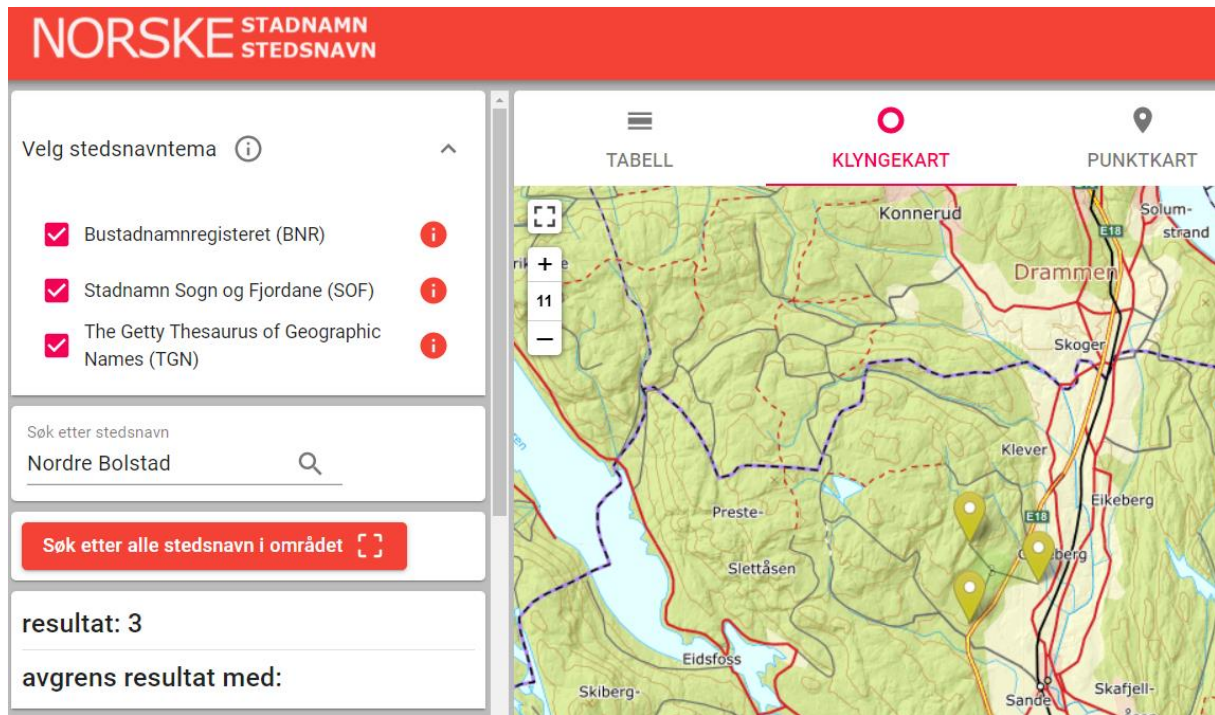 NORSKE STADNAMN
STEDSNAVN
Velg stedsnavntema
Bustadnamnregisteret (BNR)
Stadnamn Sogn og Fjordane (SOF)
The Getty Thesaurus of Geographic
Names (TGN)
Søk etter stedsnavn
Nordre Bolstad
Søk etter alle stedsnavn i området
resultat: 3
avgrens resultat med:
TABELL
KLYNGEKART
PUNKTKART
+
11
−
Konnerud
Solum-
strand
E18
Drammen
Skoger
Klever
Preste-
Eikeberg
E18
Slettåsen
Eidsfoss
Skiberg-
Sande
Skafjell-